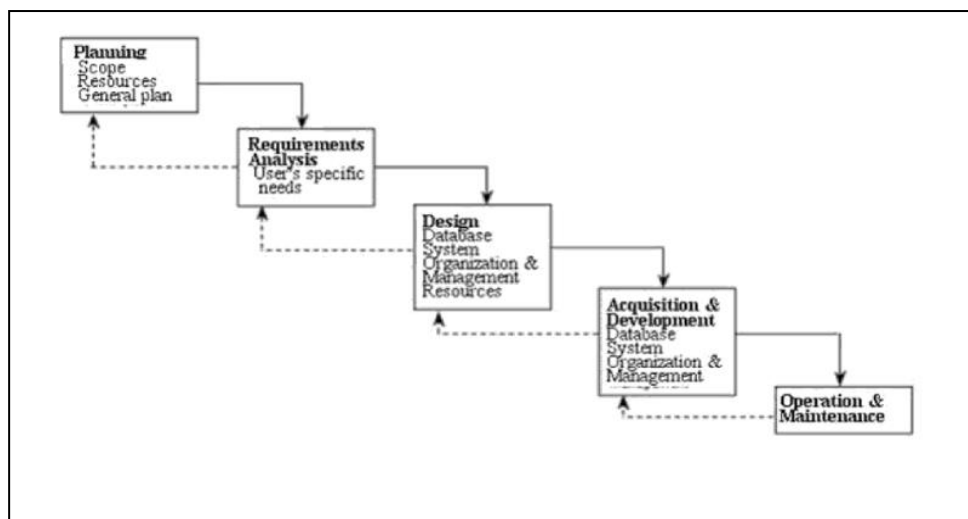 Planning
Scope
Resources
General plan
Requirements
Analysis
User's specific
needs
Design
Database
System
Organization &
Management
Resources
Acquisition &
Development
Database
System
Organization &
Management
Operation &
Maintenance